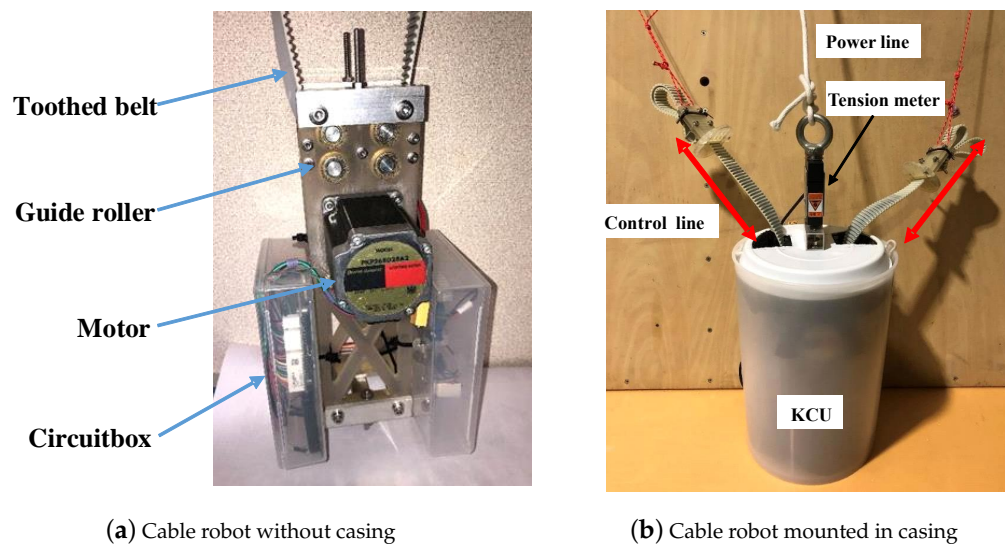 Toothed belt
Guide roller
Motor
Circuitbox
Power line
Tension meter
Control line
KCU
(a) Cable robot without casing
(b) Cable robot mounted in casing